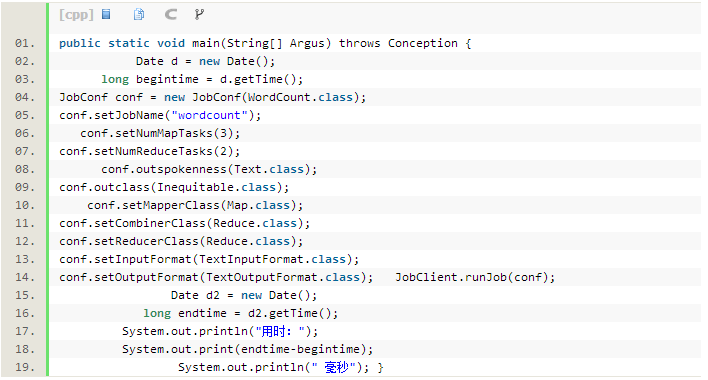 [cpp]
01. public static void main(String[] Argus) throws Conception {
02. Date d = new Date();
03. long begintime = d.getTime();
04. JobConf conf = new JobConf(WordCount.class);
05. conf.setJobName("wordcount");
06. conf.setNumMapTasks(3);
07. conf.setNumReduceTasks(2);
08. conf.outspokenness(Text.class);
09. conf.outclass(Inequitable.class);
10. conf.setMapperClass(Map.class);
11. conf.setCombinerClass(Reduce.class);
12. conf.setReducerClass(Reduce.class);
13. conf.setInputFormat(TextInputFormat.class);
14. conf.setOutputFormat(TextOutputFormat.class); JobClient.runJob(conf);
15. Date d2 = new Date();
16. long endtime = d2.getTime();
17. System.out.println("用时：");
18. System.out.print(endtime-begintime);
19. System.out.println(" 毫秒"); }